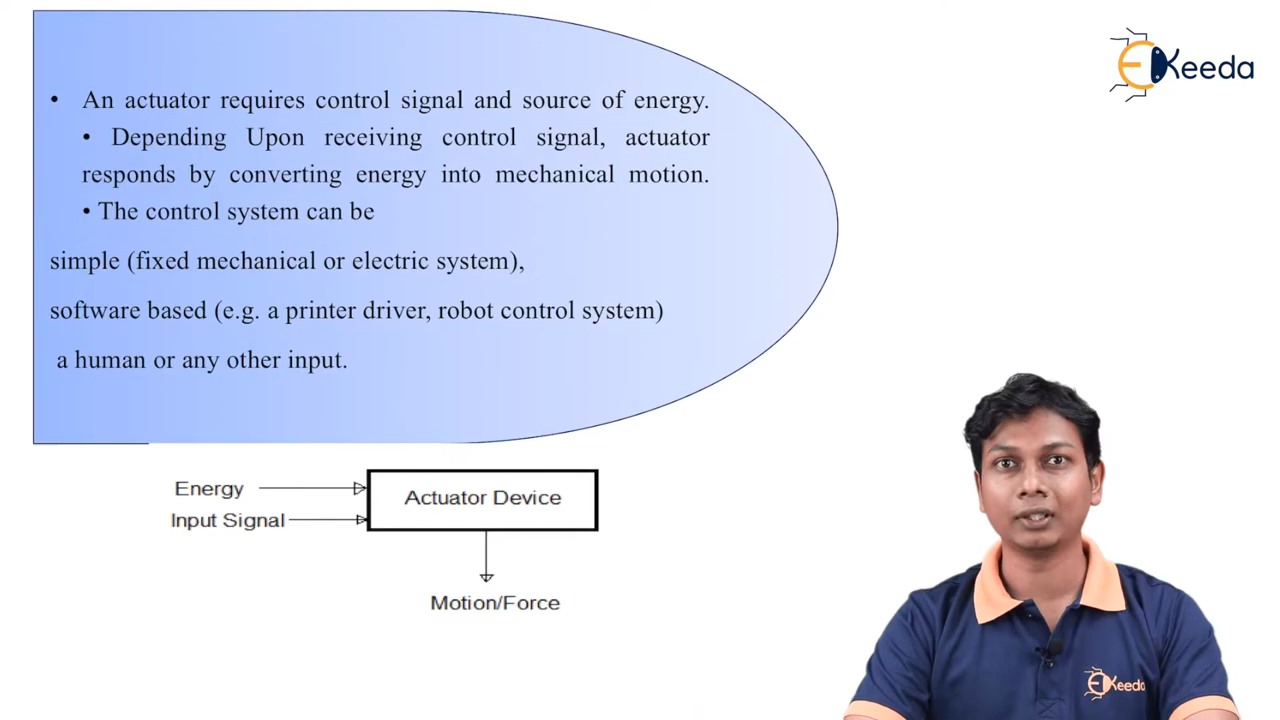 EKeeda
• An actuator requires control signal and source of energy.
• Depending Upon receiving control signal, actuator
responds by converting energy into mechanical motion.
• The control system can be
simple (fixed mechanical or electric system),
software based (e.g. a printer driver, robot control system)
a human or any other input.
Energy
Input Signal
Actuator Device
Motion/Force
EKeeda